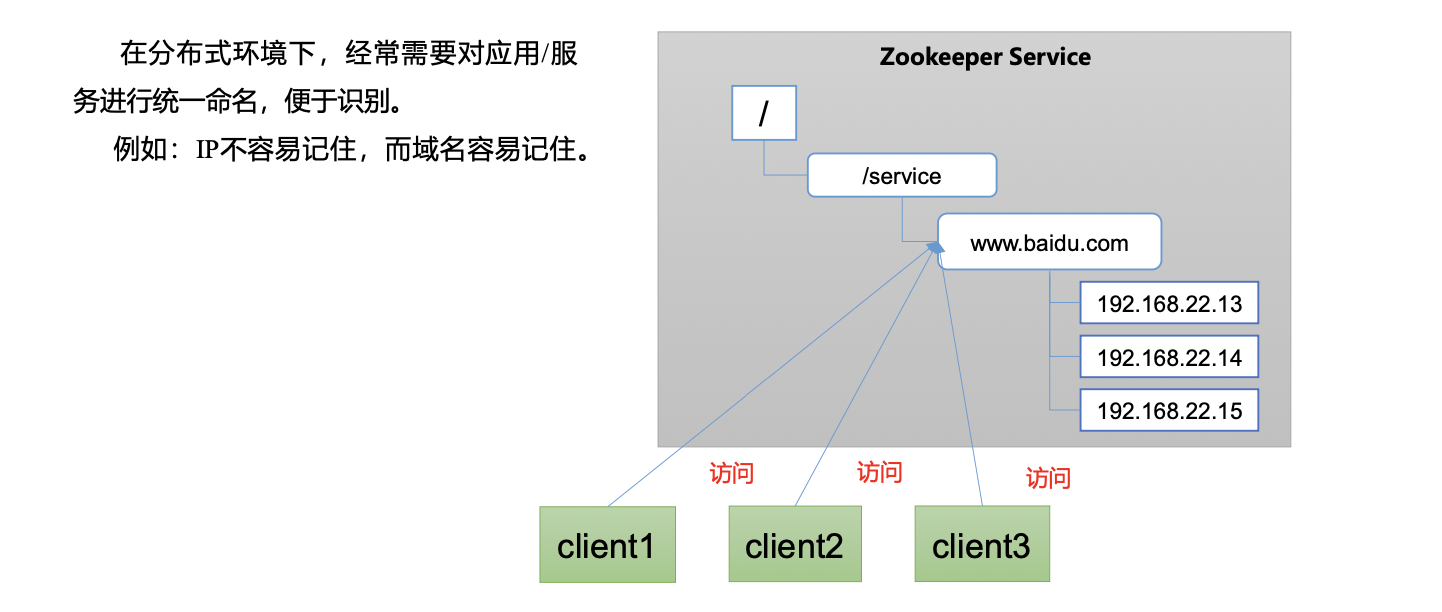 在分布式环境下，经常需要对应用/服
务进行统一命名，便于识别。
例如：IP不容易记住，而域名容易记住。
Zookeeper Service
/
/service
www.baidu.com
192.168.22.13
192.168.22.14
192.168.22.15
访问
访问
访问
client1
client2
client3